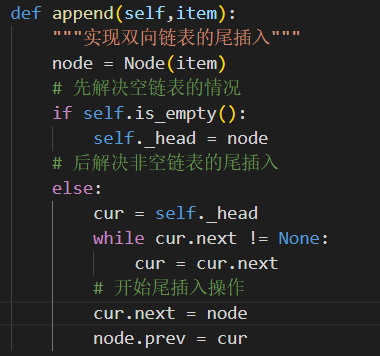 def append(self,item):
    """实现双向链表的尾插入"""
    node = Node(item)
    # 先解决空链表的情况
    if self.is_empty():
        self._head = node
    # 后解决非空链表的尾插入
    else:
        cur = self._head
        while cur.next != None:
            cur = cur.next
        # 开始尾插入操作
        cur.next = node
        node.prev = cur